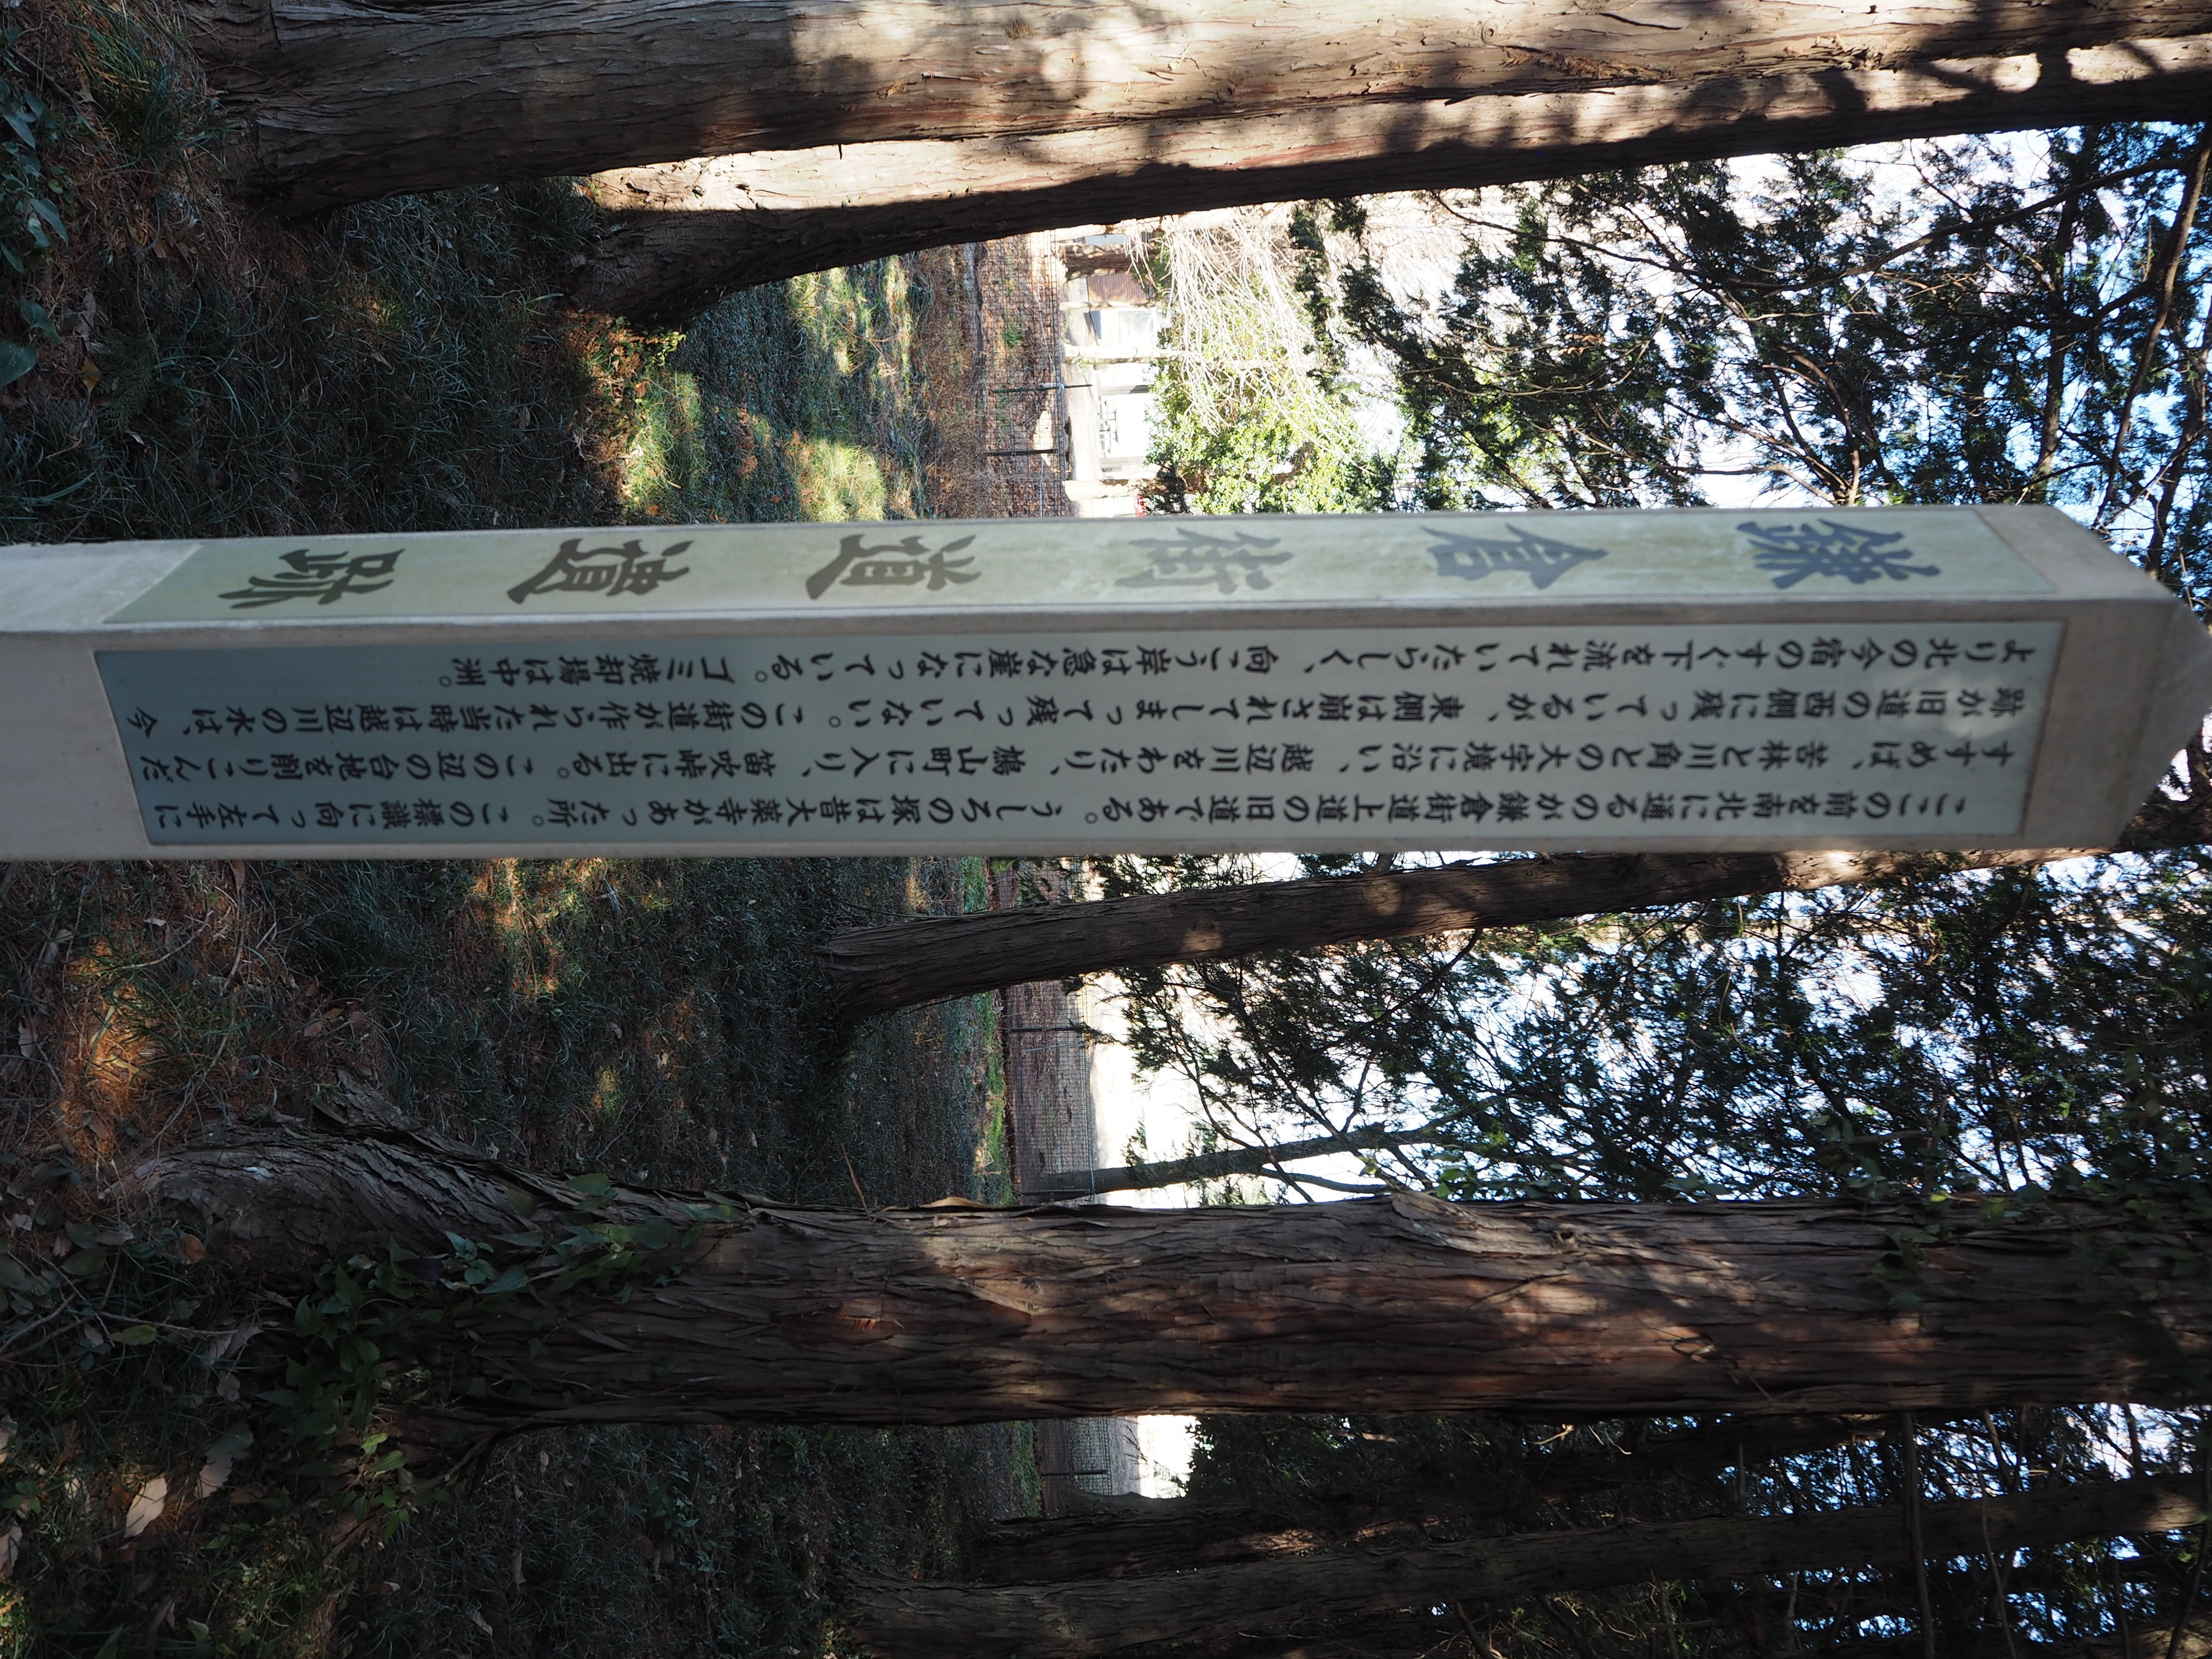 鎌倉街道遺跡
ここの前を南北に通るのが鎌倉街道上道の旧道である。うしろの塚は昔大薬寺があった所。この標識に向って左手に
すすめば、苦林と川角との大字境に沿い、越辺川をわたり、鳩山町に入り、笛吹峠に出る。この辺の台地を削りこんだ
跡が旧道の西側に残っているが、東側は崩されてしまって残っていない。この街道が作られた当時は越辺川の水は、今
より北の今宿のすぐ下を流れていたらしく、向こう岸は急な崖になっている。ゴミ焼却場は中洲。